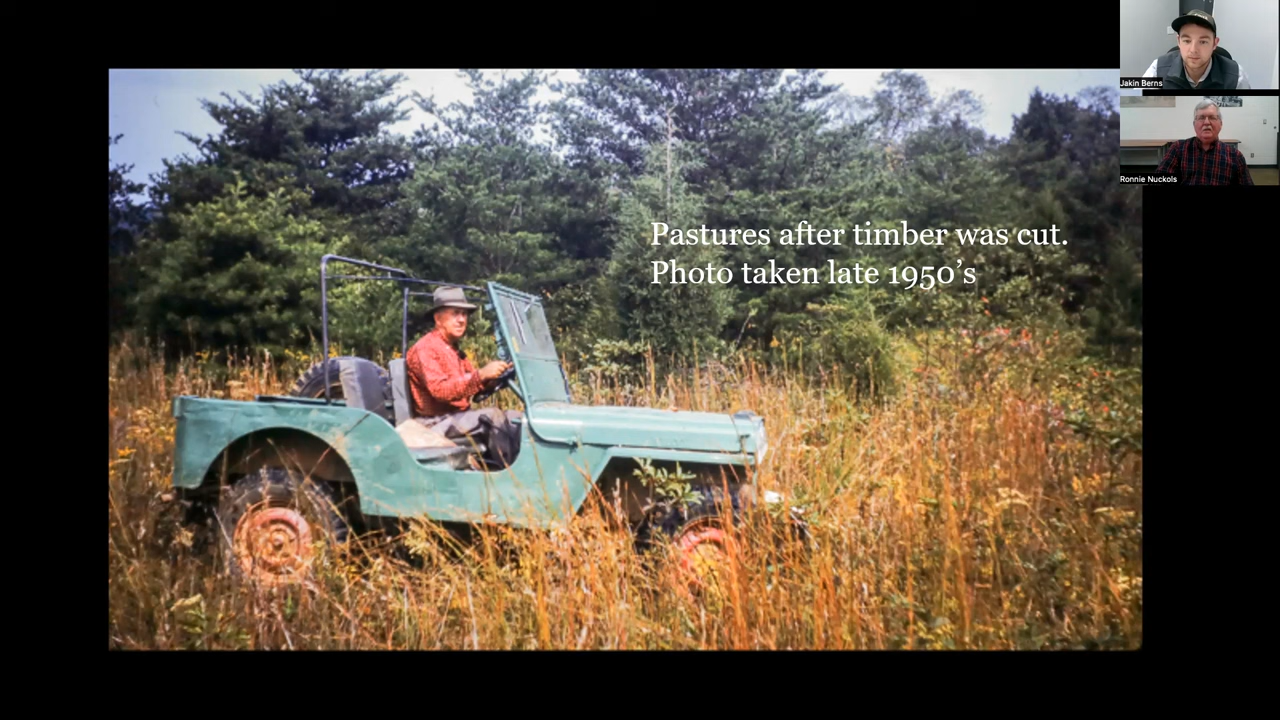 Pastures after timber was cut.
Photo taken late 1950’s
Jakin Berns
Ronnie Nuckols